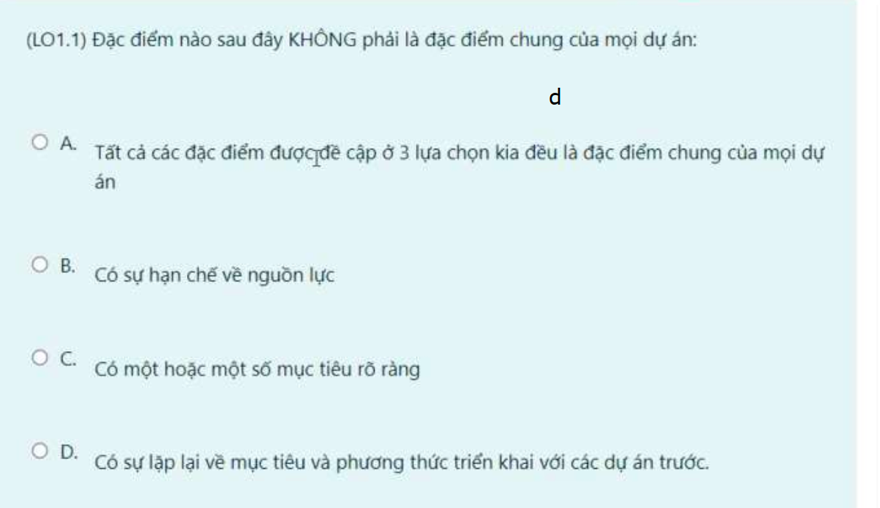 (LO1.1) Đặc điểm nào sau đây KHÔNG phải là đặc điểm chung của mọi dự án:
d
A. Tất cả các đặc điểm được đề cập ở 3 lựa chọn kia đều là đặc điểm chung của mọi dự
án
B. Có sự hạn chế về nguồn lực
C. Có một hoặc một số mục tiêu rõ ràng
D. Có sự lặp lại về mục tiêu và phương thức triển khai với các dự án trước.